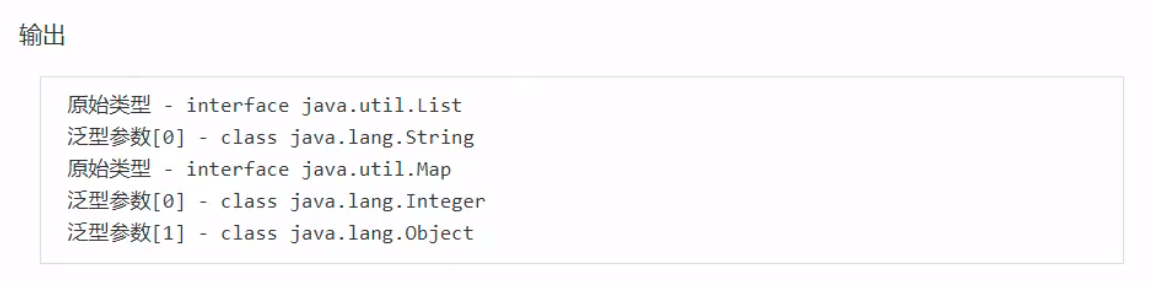 输出
原始类型 - interface java.util.List
泛型参数[0] - class java.lang.String
原始类型 - interface java.util.Map
泛型参数[0] - class java.lang.Integer
泛型参数[1] - class java.lang.Object